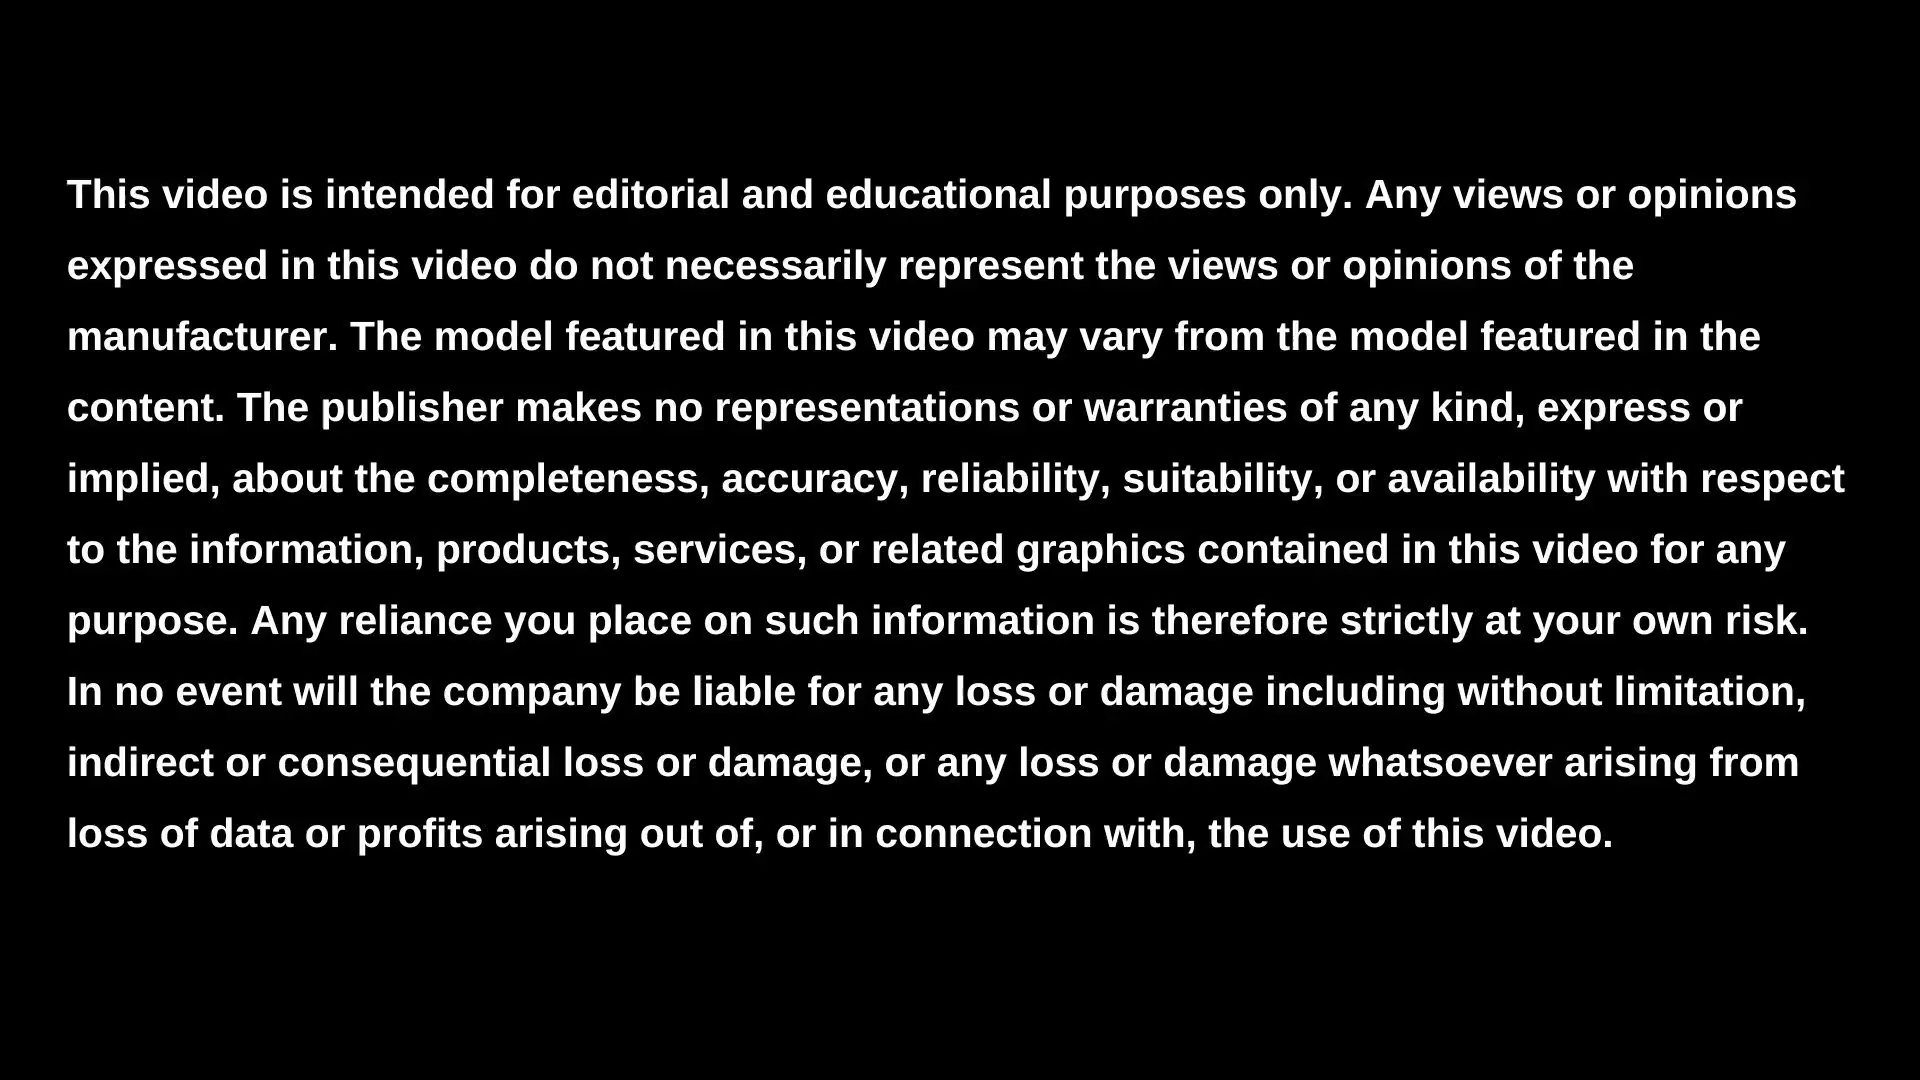 This video is intended for editorial and educational purposes only. Any views or opinions
expressed in this video do not necessarily represent the views or opinions of the
manufacturer. The model featured in this video may vary from the model featured in the
content. The publisher makes no representations or warranties of any kind, express or
implied, about the completeness, accuracy, reliability, suitability, or availability with respect
to the information, products, services, or related graphics contained in this video for any
purpose. Any reliance you place on such information is therefore strictly at your own risk.
In no event will the company be liable for any loss or damage including without limitation,
indirect or consequential loss or damage, or any loss or damage whatsoever arising from
loss of data or profits arising out of, or in connection with, the use of this video.